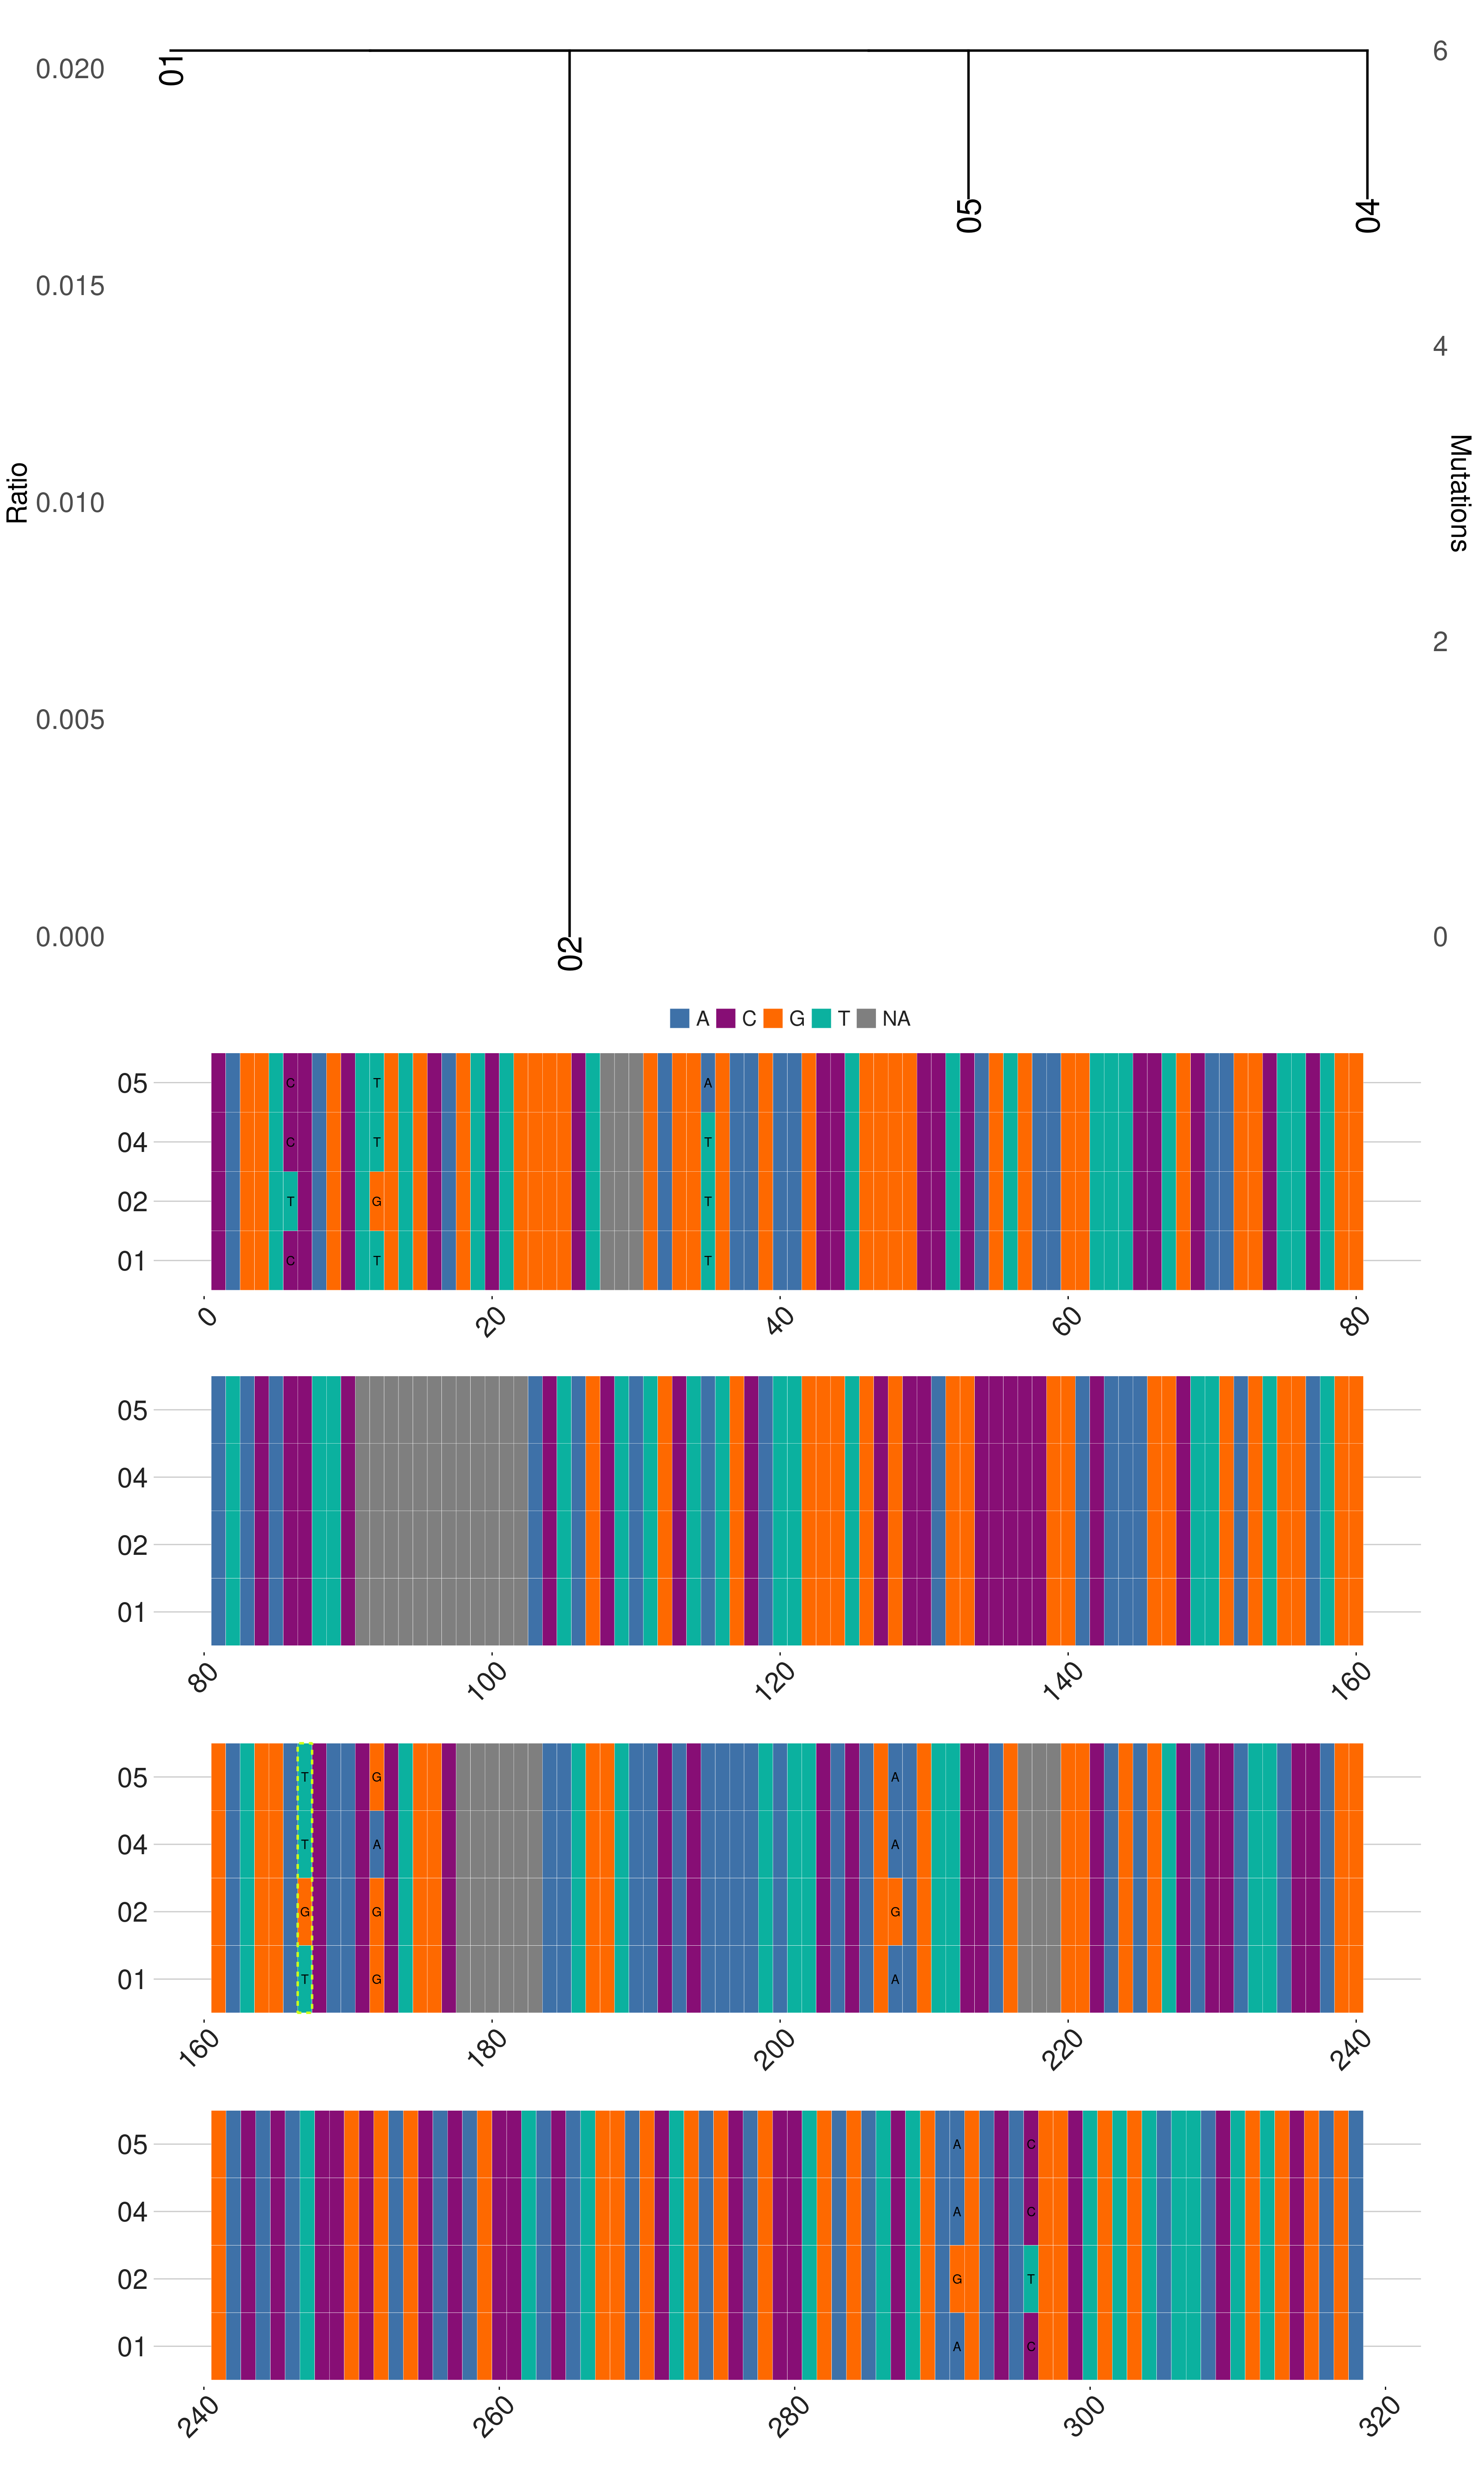 0.020
0.015
0.010
0.005
0.000
Ratio
6
4
2
0
Mutations
01
05
04
02
A C G T NA
05 C T A
04 C T T
02 T G T
01 C T T
0 20 40 60 80
05
04
02
01
80 100 120 140 160
05 T G A
04 T A A
02 G G G
01 T G A
160 180 200 220 240
05 A C
04 A C
02 G T
01 A C
240 260 280 300 320